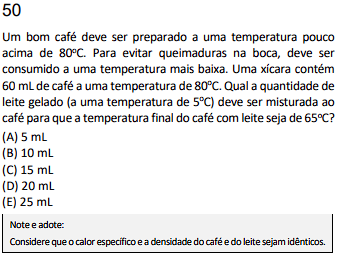 50
Um bom café deve ser preparado a uma temperatura pouco
acima de 80ºC. Para evitar queimaduras na boca, deve ser
consumido a uma temperatura mais baixa. Uma xícara contém
60 mL de café a uma temperatura de 80ºC. Qual a quantidade de
leite gelado (a uma temperatura de 5ºC) deve ser misturada ao
café para que a temperatura final do café com leite seja de 65ºC?
(A) 5 mL
(B) 10 mL
(C) 15 mL
(D) 20 mL
(E) 25 mL
Note e adote:
Considere que o calor específico e a densidade do café e do leite sejam idênticos.